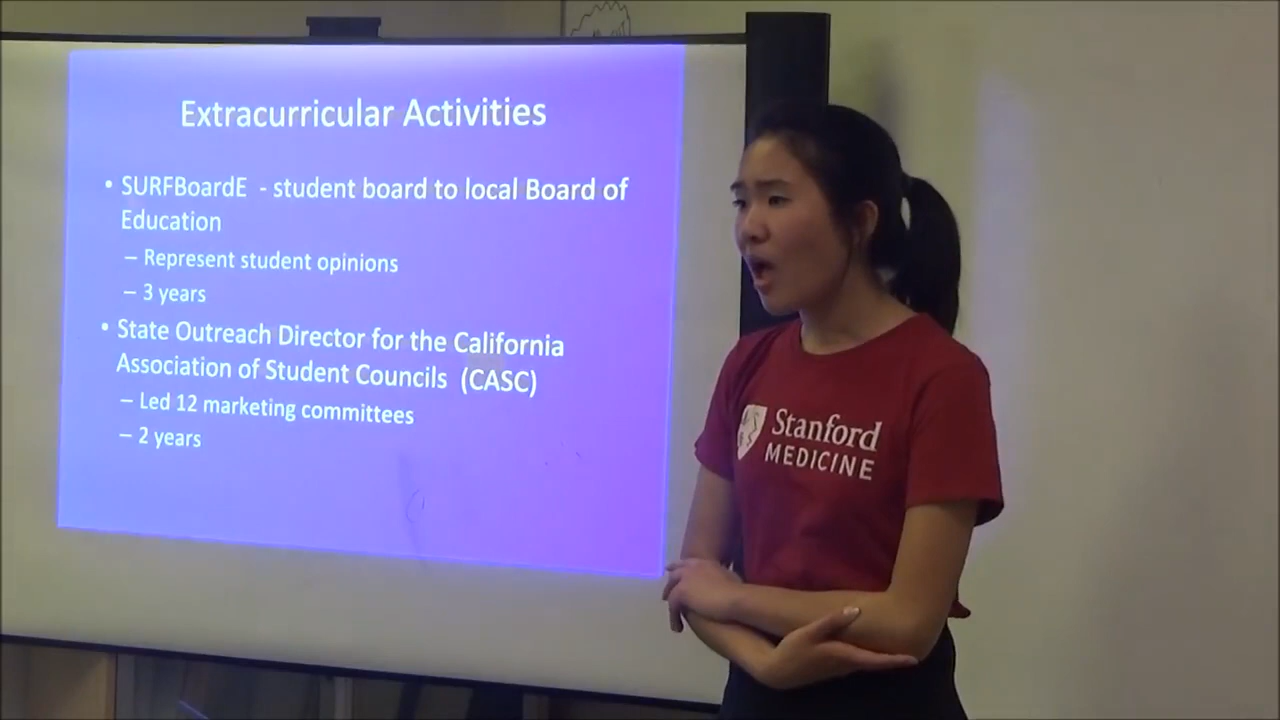 Extracurricular Activities
• SURFBoardE - student board to local Board of
Education
– Represent student opinions
– 3 years
• State Outreach Director for the California
Association of Student Councils (CASC)
– Led 12 marketing committees
– 2 years
Stanford
MEDICINE